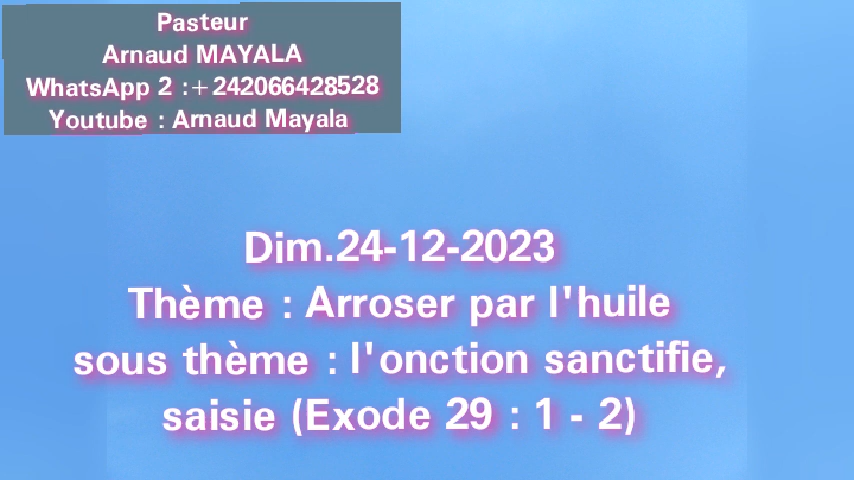 Pasteur
Arnaud MAYALA
WhatsApp 2 :+242066428528
Youtube : Arnaud Mayala
Dim.24-12-2023
Thème : Arroser par l'huile
sous thème : l'onction sanctifie,
saisie (Exode 29 : 1 - 2)